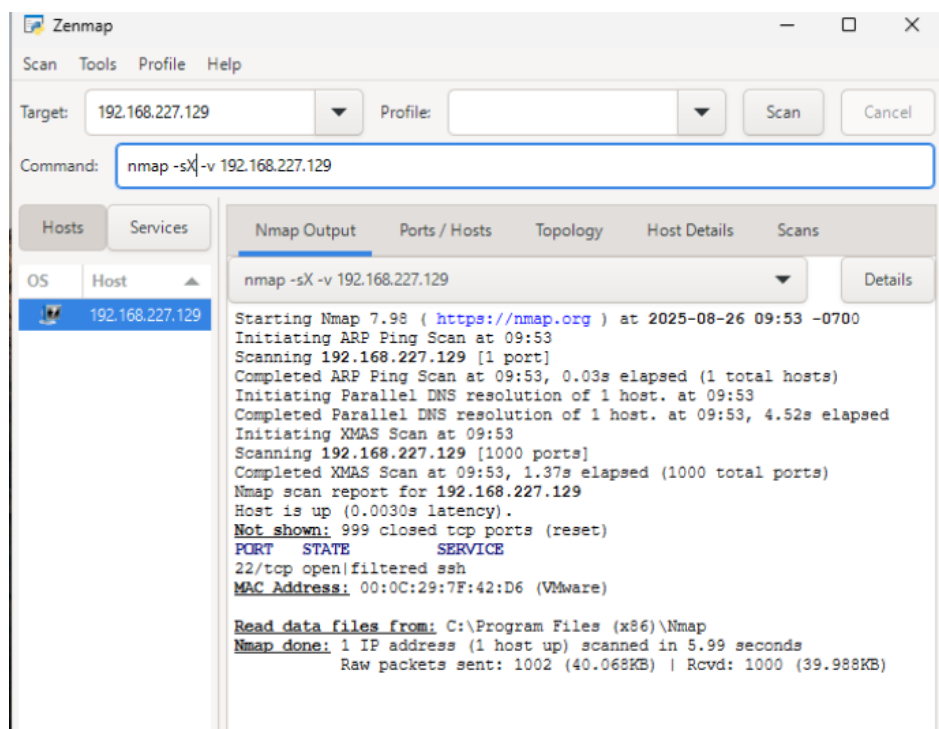 Zenmap
Scan Tools Profile Help
Target: 192.168.227.129 Profile: Scan Cancel
Command: nmap -sX -v 192.168.227.129
Hosts Services
Nmap Output Ports / Hosts Topology Host Details Scans
OS Host
nmap -sX -v 192.168.227.129 Details
192.168.227.129
Starting Nmap 7.98 ( https://nmap.org ) at 2025-08-26 09:53 -0700
Initiating ARP Ping Scan at 09:53
Scanning 192.168.227.129 [1 port]
Completed ARP Ping Scan at 09:53, 0.03s elapsed (1 total hosts)
Initiating Parallel DNS resolution of 1 host. at 09:53
Completed Parallel DNS resolution of 1 host. at 09:53, 4.52s elapsed
Initiating XMAS Scan at 09:53
Scanning 192.168.227.129 [1000 ports]
Completed XMAS Scan at 09:53, 1.37s elapsed (1000 total ports)
Nmap scan report for 192.168.227.129
Host is up (0.0030s latency).
Not shown: 999 closed tcp ports (reset)
PORT STATE SERVICE
22/tcp open|filtered ssh
MAC Address: 00:0C:29:7F:42:D6 (VMware)
Read data files from: C:\Program Files (x86)\Nmap
Nmap done: 1 IP address (1 host up) scanned in 5.99 seconds
Raw packets sent: 1002 (40.068KB) | Rcvd: 1000 (39.988KB)